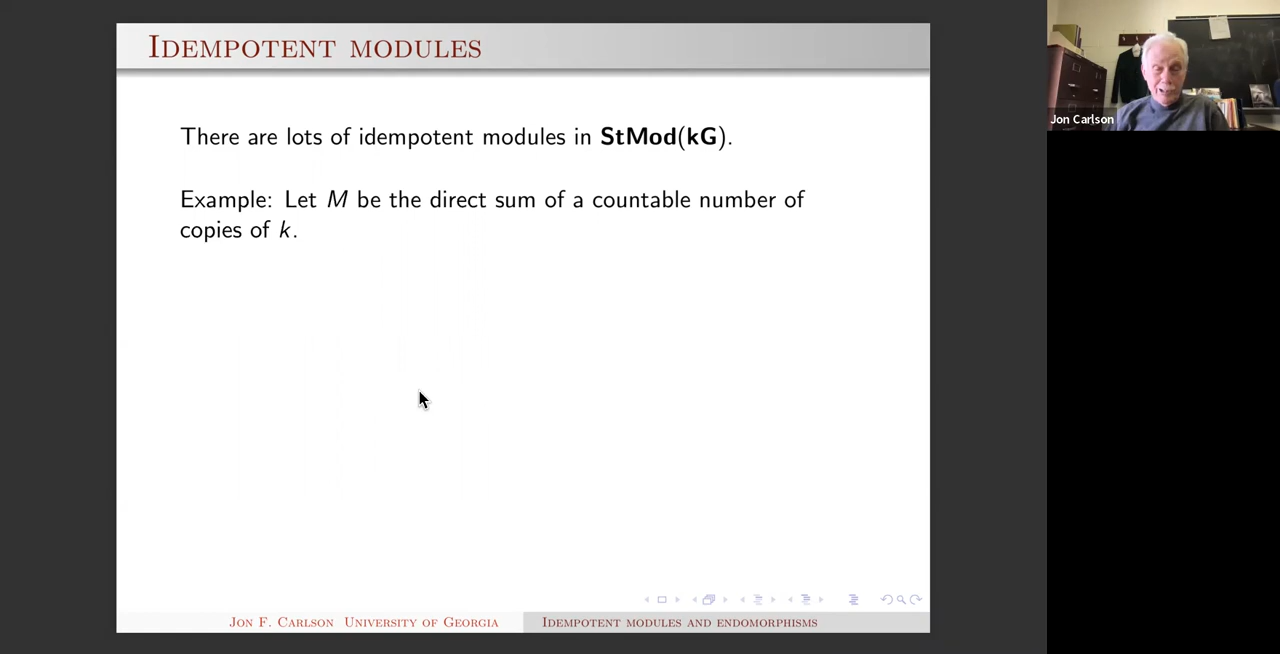 Idempotent modules
There are lots of idempotent modules in StMod(kG).
Example: Let M be the direct sum of a countable number of
copies of k.
Jon F. Carlson University of Georgia
Idempotent modules and endomorphisms
Jon Carlson